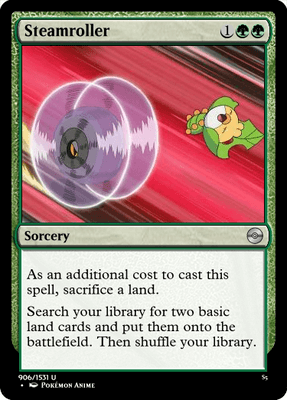 Steamroller 1
Sorcery
As an additional cost to cast this
spell, sacrifice a land.
Search your library for two basic
land cards and put them onto the
battlefield. Then shuffle your library.
906/1531 U
• Pokémon Anime